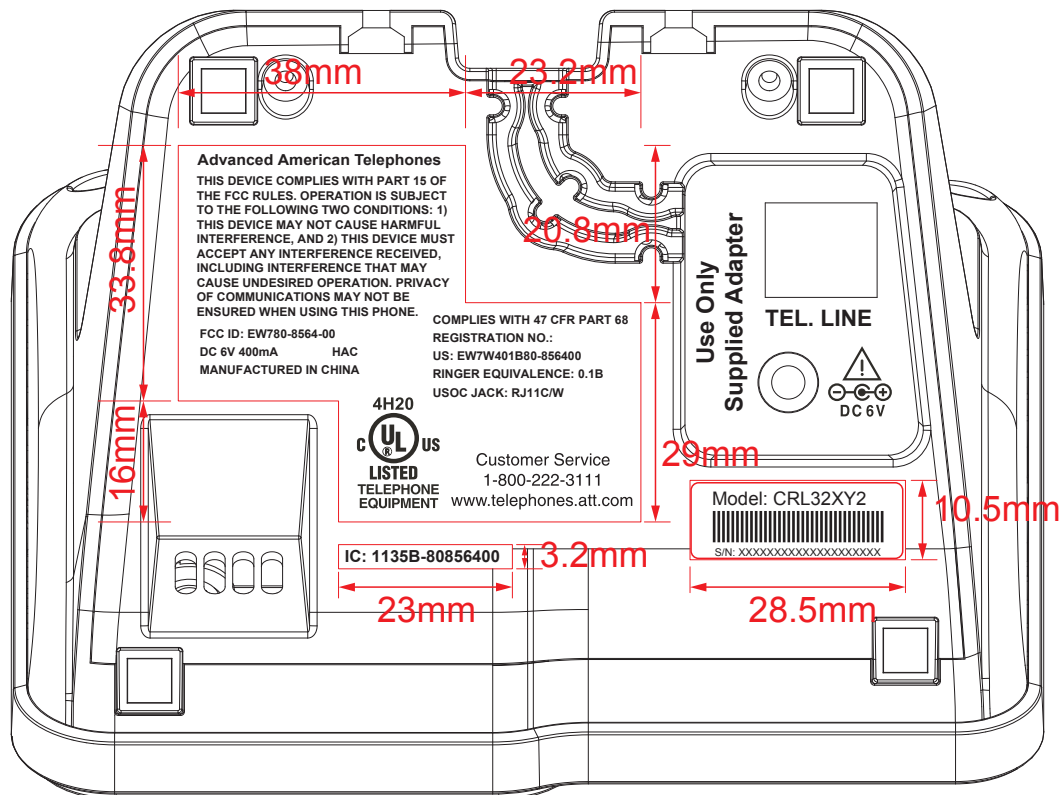 38mm
23.2mm
33.8mm
Advanced American Telephones
THIS DEVICE COMPLIES WITH PART 15 OF
THE FCC RULES. OPERATION IS SUBJECT
TO THE FOLLOWING TWO CONDITIONS: 1)
THIS DEVICE MAY NOT CAUSE HARMFUL
INTERFERENCE, AND 2) THIS DEVICE MUST
ACCEPT ANY INTERFERENCE RECEIVED,
INCLUDING INTERFERENCE THAT MAY
CAUSE UNDESIRED OPERATION. PRIVACY
OF COMMUNICATIONS MAY NOT BE
ENSURED WHEN USING THIS PHONE.
FCC ID: EW780-8564-00
DC 6V 400mA HAC
MANUFACTURED IN CHINA
COMPLIES WITH 47 CFR PART 68
REGISTRATION NO.:
US: EW7W401B80-856400
RINGER EQUIVALENCE: 0.1B
USOC JACK: RJ11C/W
20.8mm
Use Only
Supplied Adapter
TEL. LINE
DC 6V
16mm
4H20
C UL ® US
LISTED
TELEPHONE
EQUIPMENT
Customer Service
1-800-222-3111
www.telephones.att.com
29mm
Model: CRL32XY2
S/N: XXXXXXXXXXXXXXXXXXXXX
10.5mm
IC: 1135B-80856400
3.2mm
23mm
28.5mm